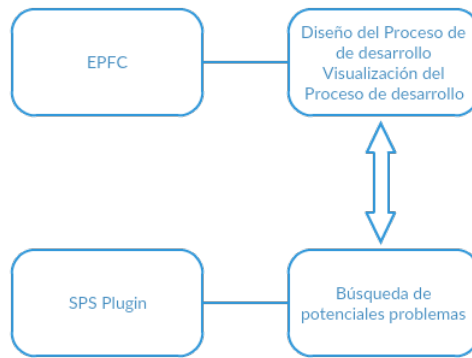 EPFC
Diseño del Proceso de
de desarrollo
Visualización del
Proceso de desarrollo
SPS Plugin
Búsqueda de
potenciales problemas